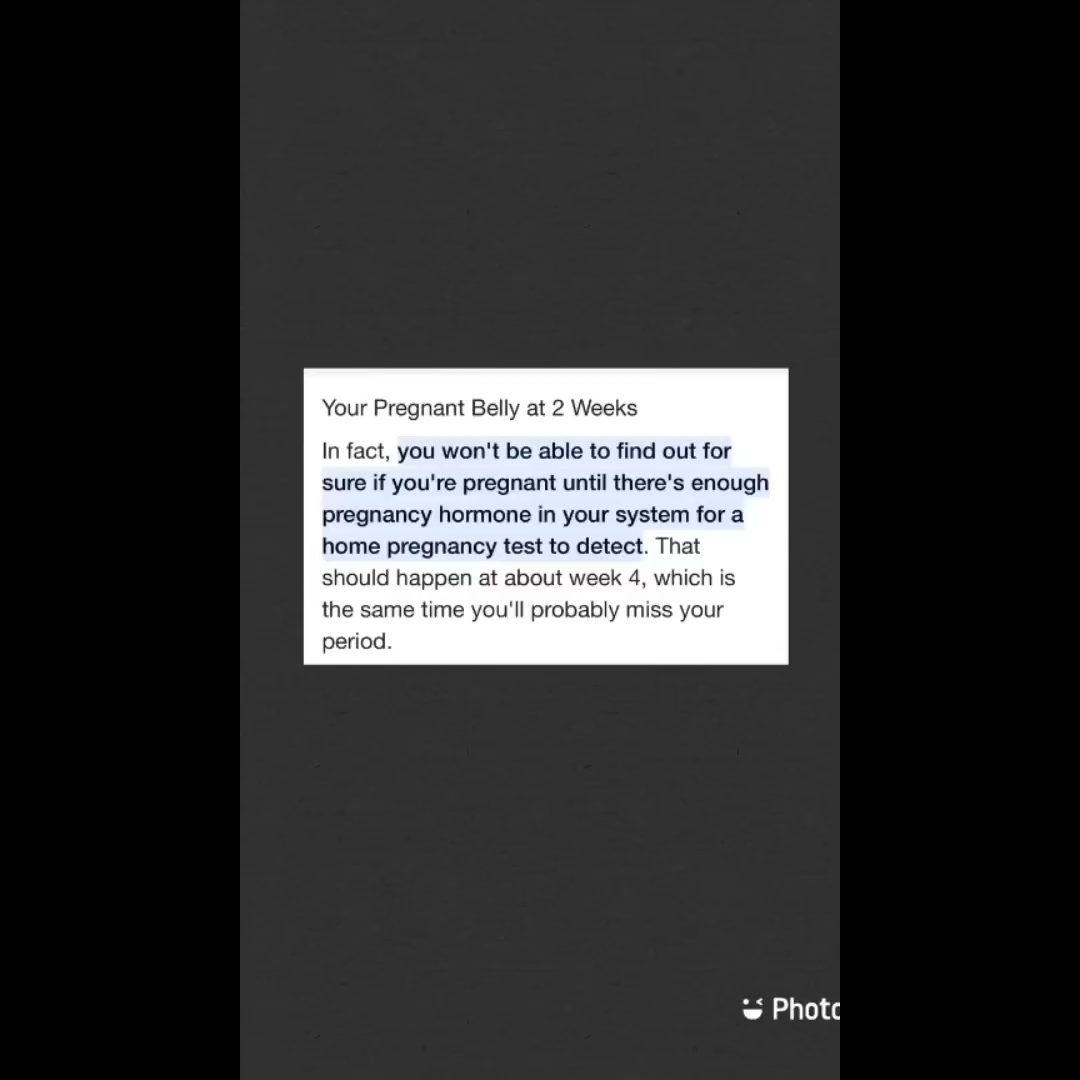 Your Pregnant Belly at 2 Weeks
In fact, you won't be able to find out for
sure if you're pregnant until there's enough
pregnancy hormone in your system for a
home pregnancy test to detect. That
should happen at about week 4, which is
the same time you'll probably miss your
period.
Photo